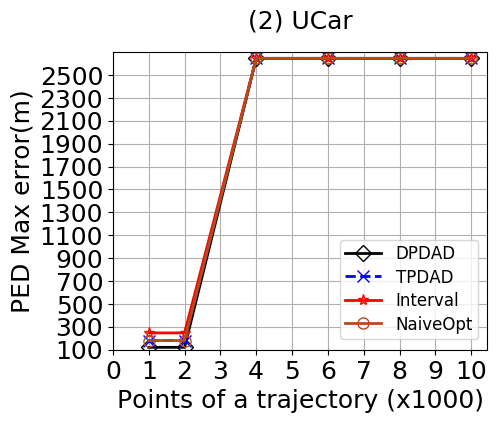 (2) UCar
PED Max error(m)
2500
2300
2100
1900
1700
1500
1300
1100
900
700
500
300
100
DPDAD
TPDAD
Interval
NaiveOpt
0 1 2 3 4 5 6 7 8 9 10
Points of a trajectory (x1000)